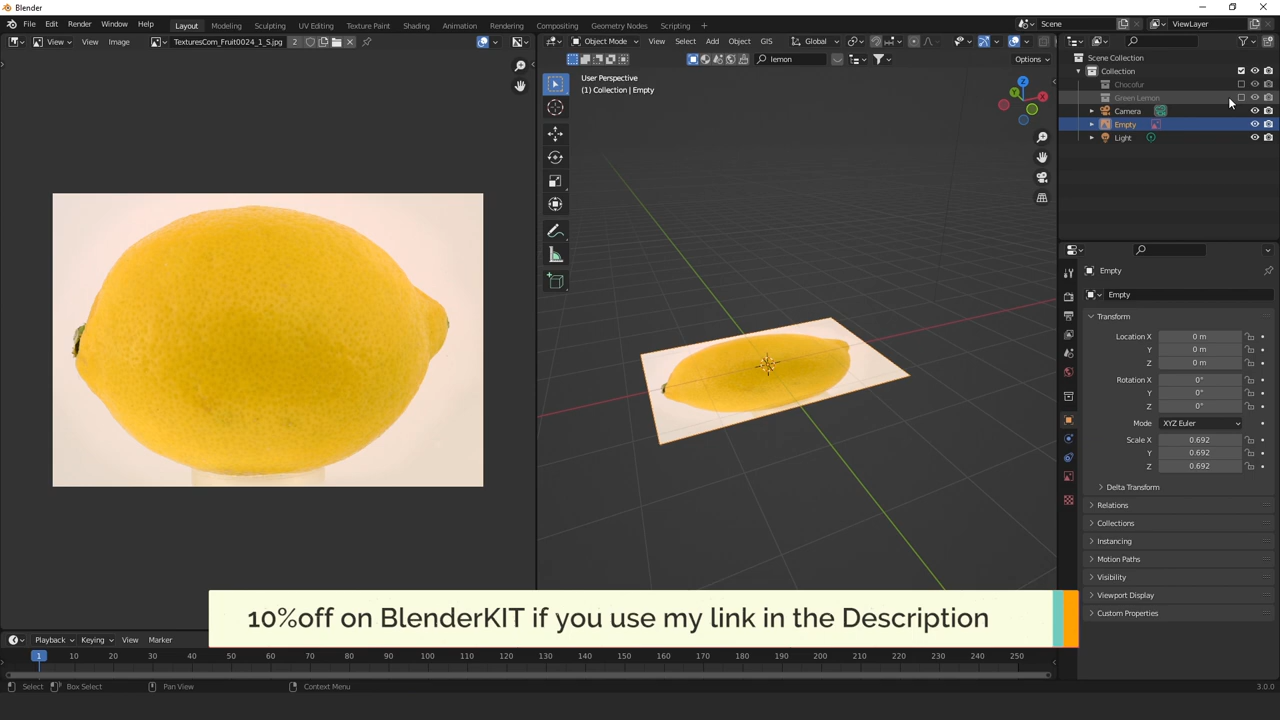 Blender
File Edit Render Window Help Layout Modeling Sculpting UV Editing Texture Paint Shading Animation Rendering Compositing Geometry Nodes Scripting + Scene ViewLayer
View View Image TexturesCom_Fruit0024_1_S.jpg 2
Object Mode View Select Add Object GIS Global
lemon Options
User Perspective
(1) Collection | Empty
Z
Y
X
Scene Collection
Collection
Chocofur
Green Lemon
Camera
Empty
Light
Empty
Empty
Transform
Location X 0 m
Y 0 m
Z 0 m
Rotation X 0°
Y 0°
Z 0°
Mode XYZ Euler
Scale X 0.692
Y 0.692
Z 0.692
Delta Transform
Relations
Collections
Instancing
Motion Paths
Visibility
Viewport Display
Custom Properties
10%off on BlenderKIT if you use my link in the Description
Playback Keying View Marker
1 10 20 30 40 50 60 70 80 90 100 110 120 130 140 150 160 170 180 190 200 210 220 230 240 250
Select Box Select Pan View Context Menu 3.0.0